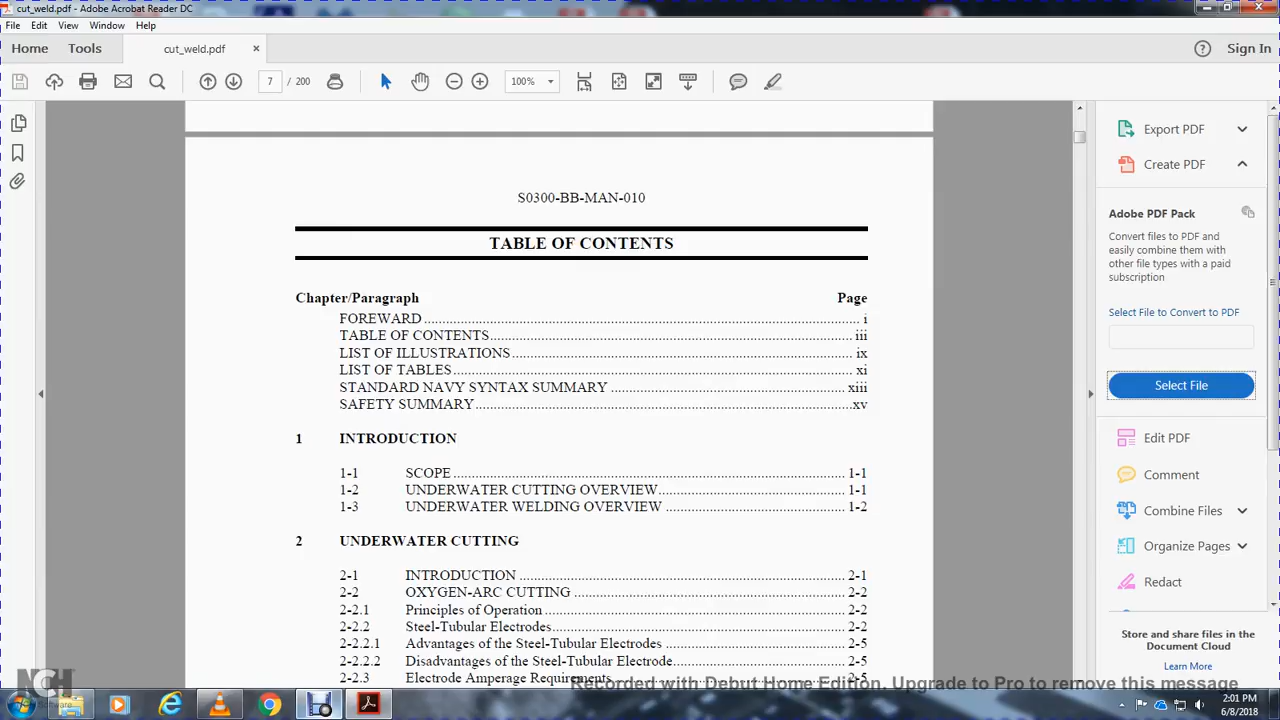 cut_weld.pdf - Adobe Acrobat Reader DC
File Edit View Window Help
Home Tools cut_weld.pdf × Sign In
7 / 200 100%
S0300-BB-MAN-010
TABLE OF CONTENTS
Chapter/Paragraph Page
FOREWARD i
TABLE OF CONTENTS iii
LIST OF ILLUSTRATIONS ix
LIST OF TABLES xi
STANDARD NAVY SYNTAX SUMMARY xiii
SAFETY SUMMARY xv
1 INTRODUCTION
1-1 SCOPE 1-1
1-2 UNDERWATER CUTTING OVERVIEW 1-1
1-3 UNDERWATER WELDING OVERVIEW 1-2
2 UNDERWATER CUTTING
2-1 INTRODUCTION 2-1
2-2 OXYGEN-ARC CUTTING 2-2
2-2.1 Principles of Operation 2-2
2-2.2 Steel-Tubular Electrodes 2-2
2-2.2.1 Advantages of the Steel-Tubular Electrodes 2-5
2-2.2.2 Disadvantages of the Steel-Tubular Electrode 2-5
2-2.3 Electrode Amperage Requirements 2-5
Export PDF
Create PDF
Adobe PDF Pack
Convert files to PDF and
easily combine them with
other file types with a paid
subscription
Select File to Convert to PDF
Select File
Edit PDF
Comment
Combine Files
Organize Pages
Redact
Store and share files in the
Document Cloud
Learn More
NCH
Software
Recorded with Debut Home Edition. Upgrade to Pro to remove this message
2:01 PM
6/8/2018